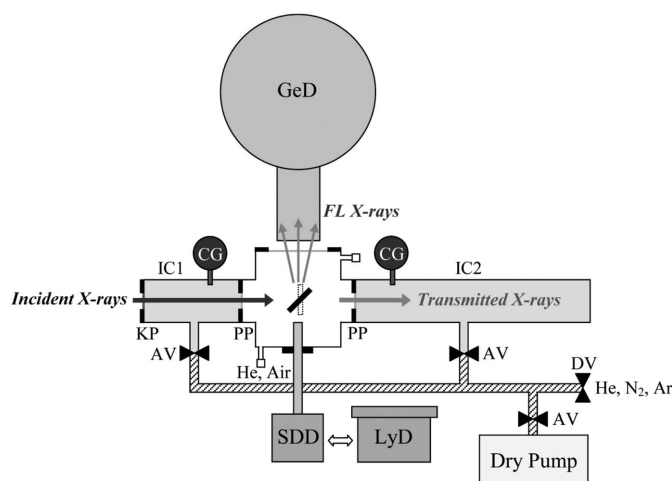 GeD
FL X-rays
CG
CG
IC1
IC2
Incident X-rays
Transmitted X-rays
KP
PP
PP
AV
AV
He, Air
DV
He, N₂, Ar
AV
SDD
LyD
Dry Pump